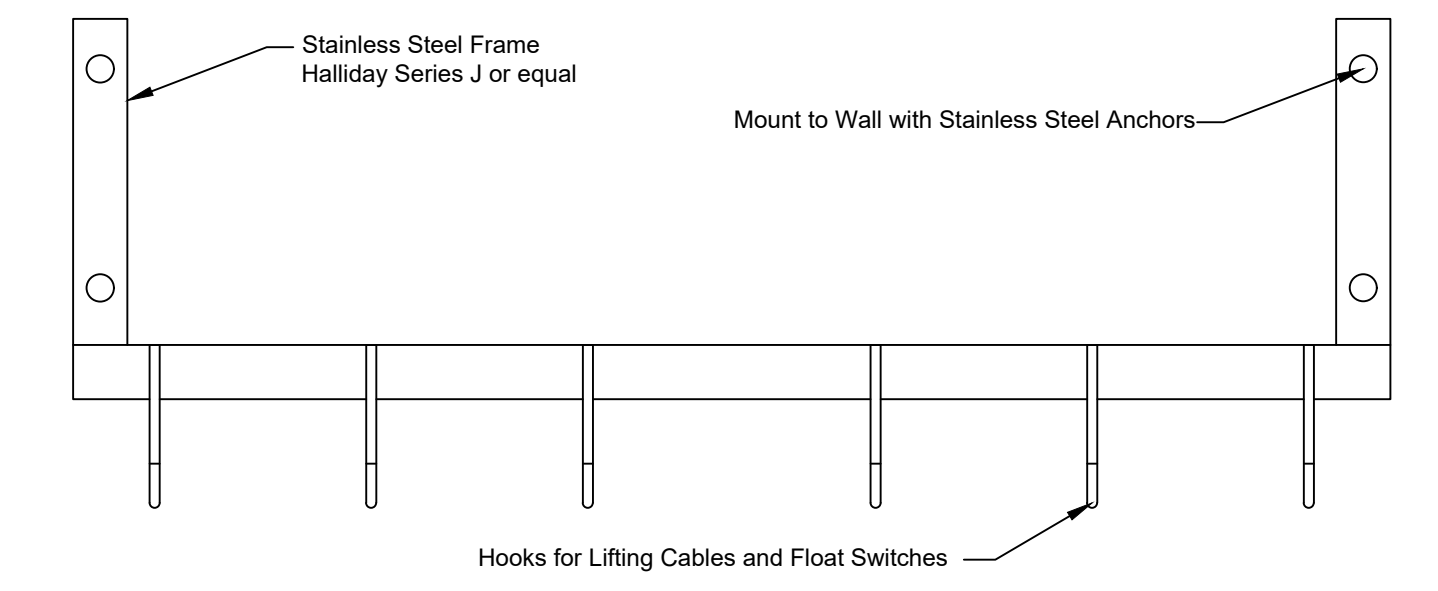 Stainless Steel Frame
Halliday Series J or equal
Mount to Wall with Stainless Steel Anchors
Hooks for Lifting Cables and Float Switches